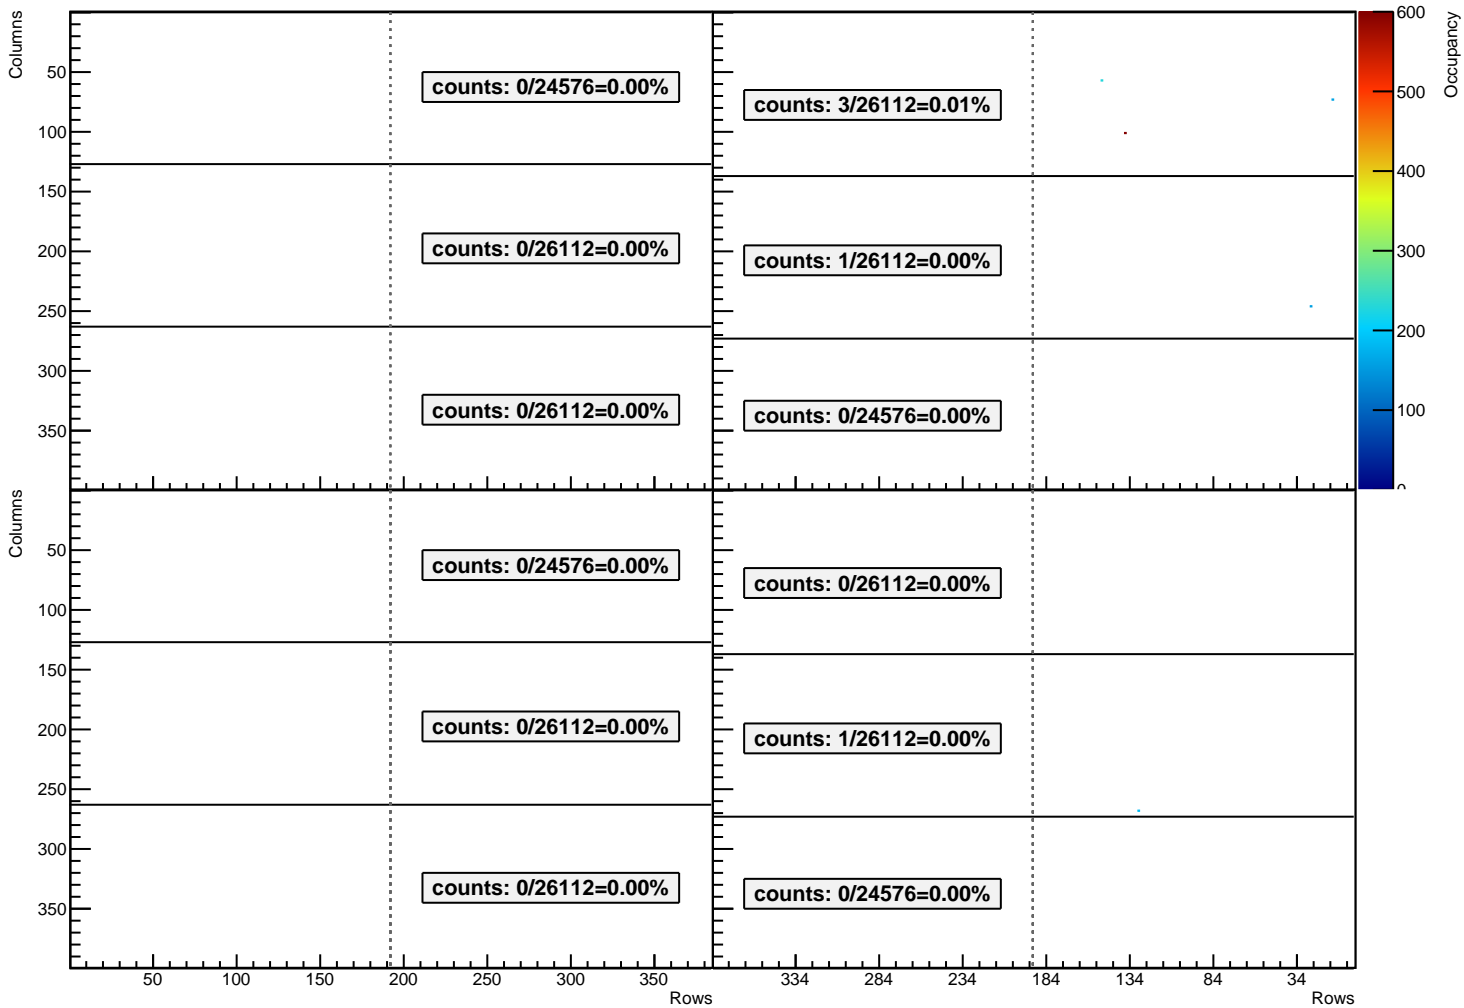 Columns
50
100
150
200
250
300
350
counts: 0/24576=0.00%
counts: 0/26112=0.00%
counts: 0/26112=0.00%
counts: 3/26112=0.01%
counts: 1/26112=0.00%
counts: 0/24576=0.00%
600
500
400
300
200
100
0
Occupancy
Columns
50
100
150
200
250
300
350
counts: 0/24576=0.00%
counts: 0/26112=0.00%
counts: 0/26112=0.00%
50 100 150 200 250 300 350
Rows
counts: 0/26112=0.00%
counts: 1/26112=0.00%
counts: 0/24576=0.00%
334 284 234 184 134 84 34
Rows